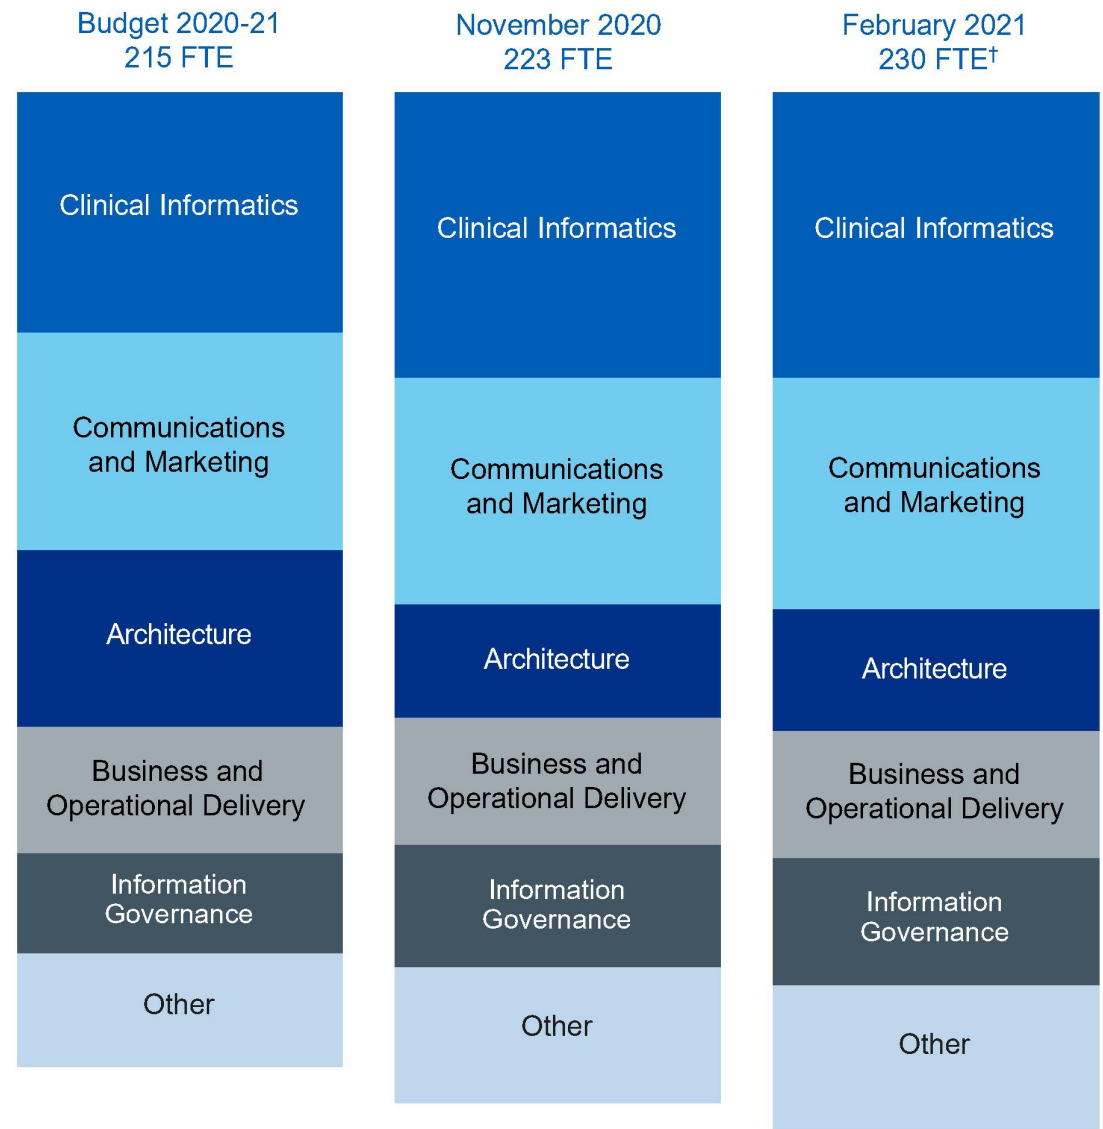 Budget 2020-21
215 FTE
Clinical Informatics
Communications
and Marketing
Architecture
Business and
Operational Delivery
Information
Governance
Other
November 2020
223 FTE
Clinical Informatics
Communications
and Marketing
Architecture
Business and
Operational Delivery
Information
Governance
Other
February 2021
230 FTE†
Clinical Informatics
Communications
and Marketing
Architecture
Business and
Operational Delivery
Information
Governance
Other